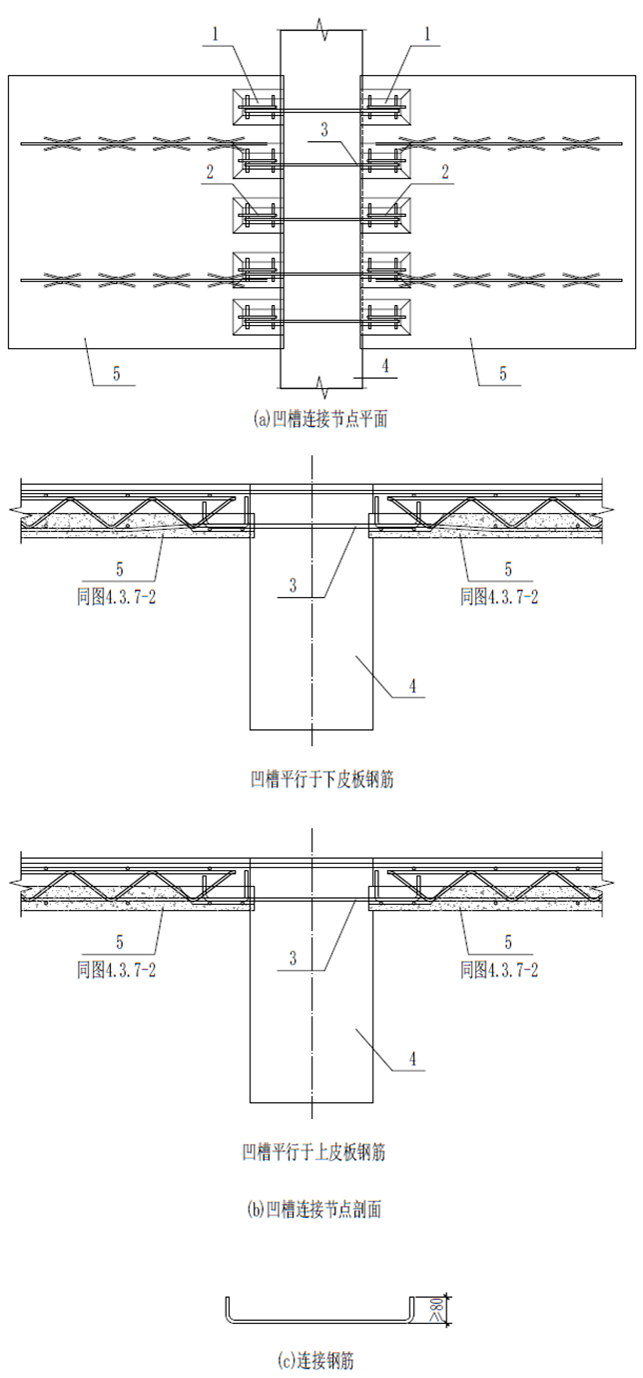 1 1
3
2 2
5 4 5
(a)凹槽连接节点平面
5 3 5
同图4.3.7-2 同图4.3.7-2
4
凹槽平行于下皮板钢筋
5 3 5
同图4.3.7-2 同图4.3.7-2
4
凹槽平行于上皮板钢筋
(b)凹槽连接节点剖面
≥80
(c)连接钢筋